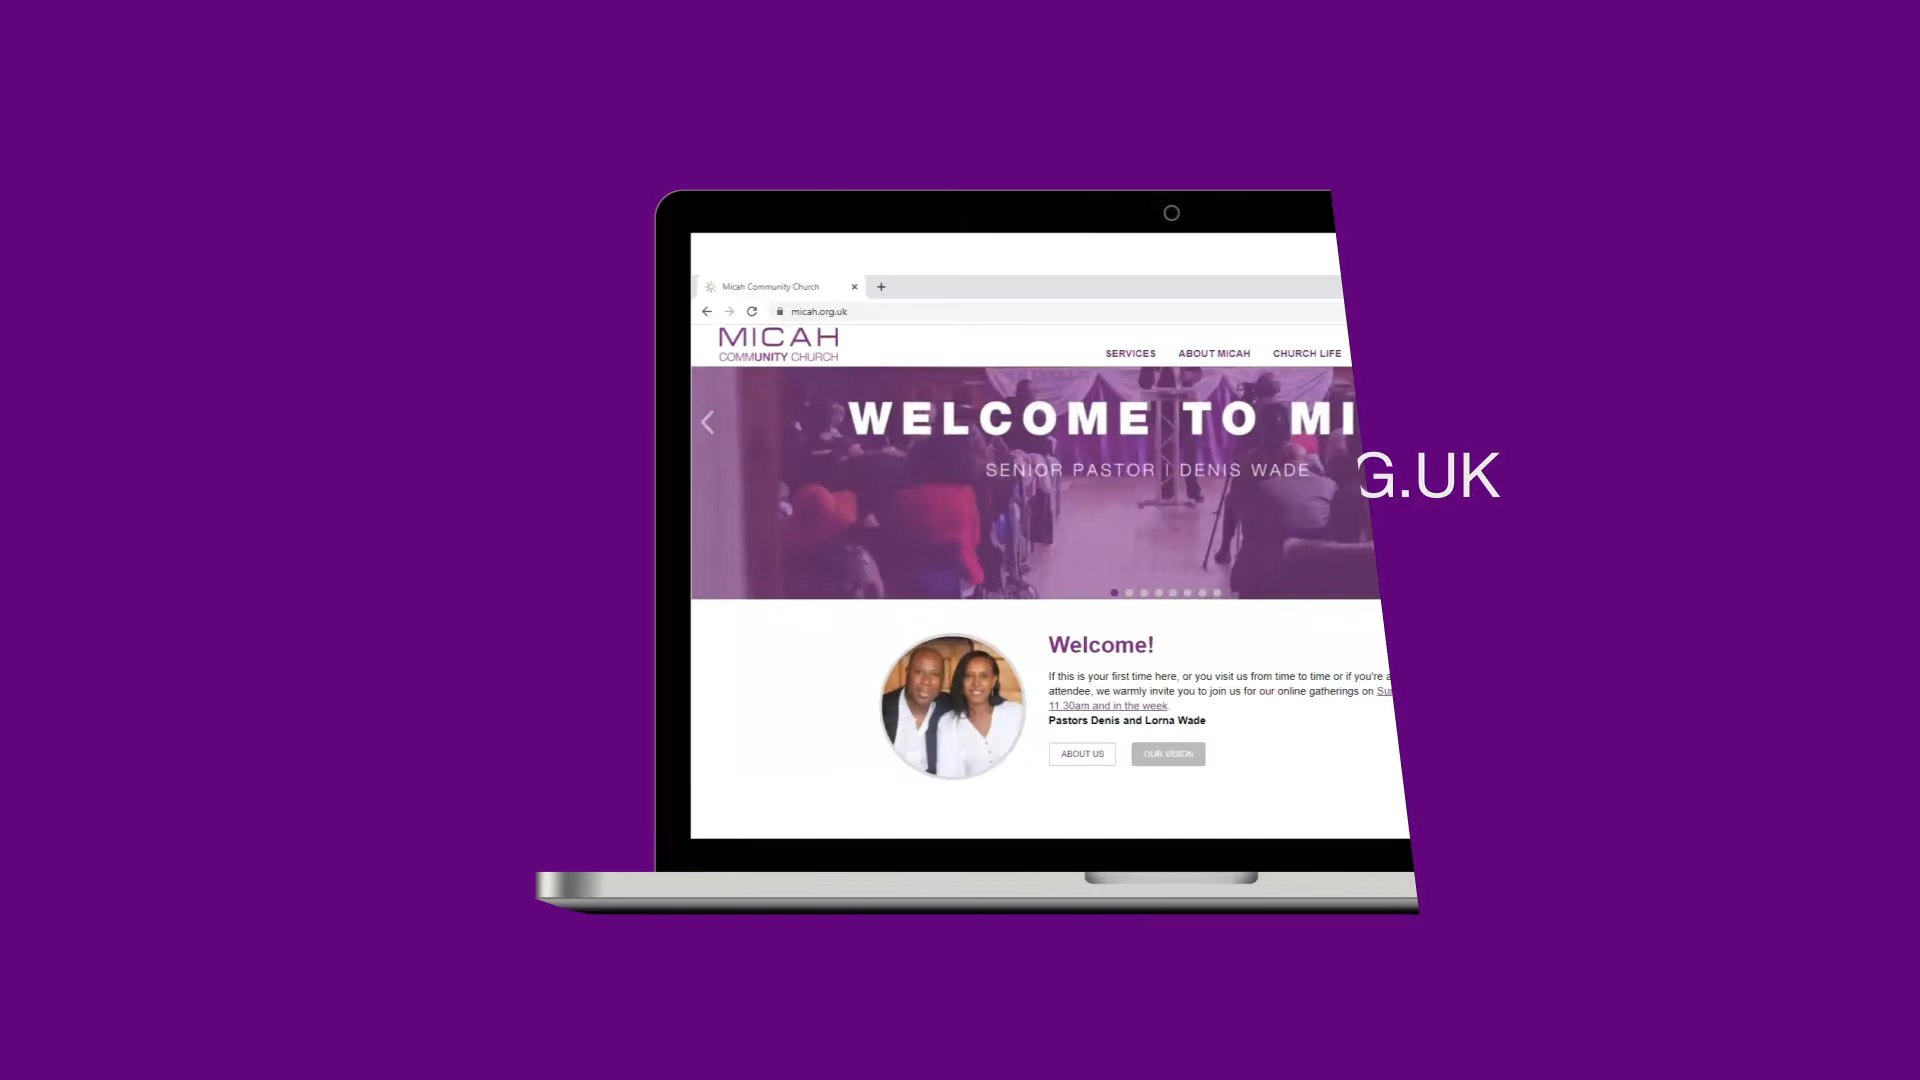 Micah Community Church
micah.org.uk
MICAH
COMMUNITY CHURCH
SERVICES ABOUT MICAH CHURCH LIFE
WELCOME TO MI
SENIOR PASTOR | DENIS WADE
G.UK
Welcome!
If this is your first time here, or you visit us from time to time or if you're a
attendee, we warmly invite you to join us for our online gatherings on Su
11.30am and in the week.
Pastors Denis and Lorna Wade
ABOUT US OUR VISION